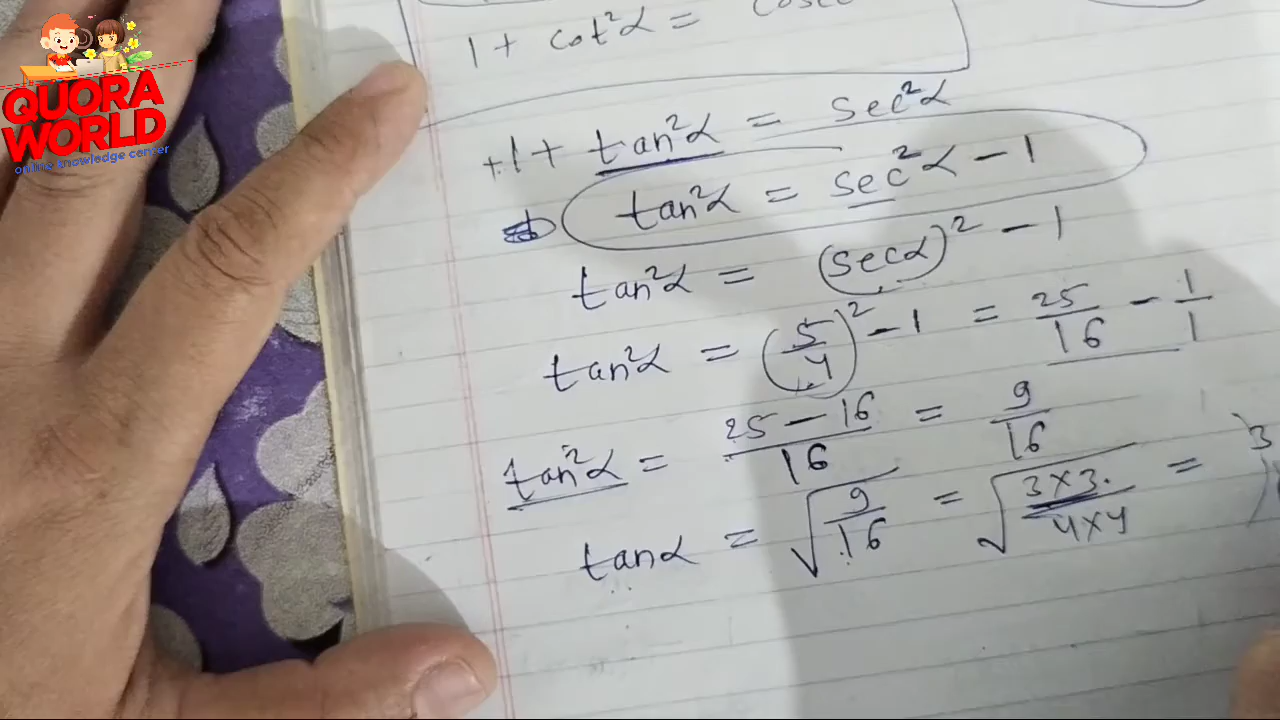 QUORA
WORLD
online knowledge center
1 + cot²α = cosec
+1 + tan²α = sec²α
tan²α = sec²α − 1
tan²α = (secα)² − 1
tan²α = (5/4)² − 1 = 25/16 − 1/1
tan²α = 25 − 16/16 = 9/16
tanα = √9/16 = √3×3/4×4 = 3